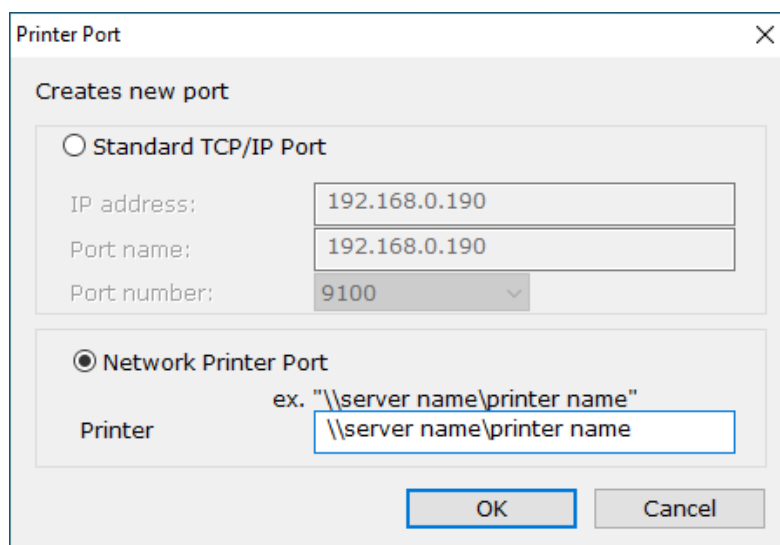 Printer Port
Creates new port
Standard TCP/IP Port
IP address: 192.168.0.190
Port name: 192.168.0.190
Port number: 9100
Network Printer Port
ex. "\\server name\printer name"
Printer \\server name\printer name
OK Cancel